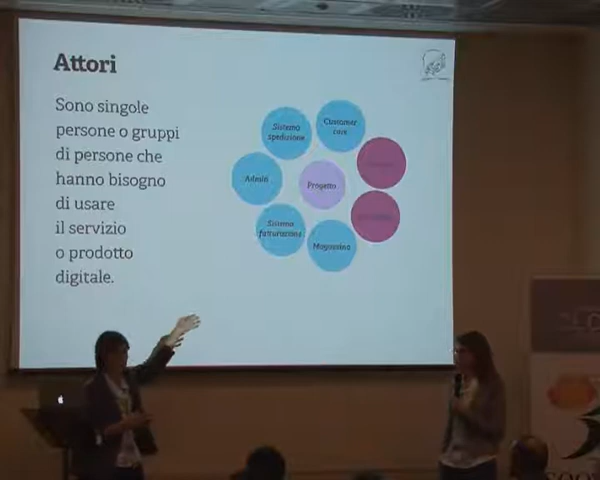 Attori
Sono singole
persone o gruppi
di persone che
hanno bisogno
di usare
il servizio
o prodotto
digitale.
Sistema
spedizione
Customer
care
Admin
Progetto
Sistema
fatturazione
Magazzino